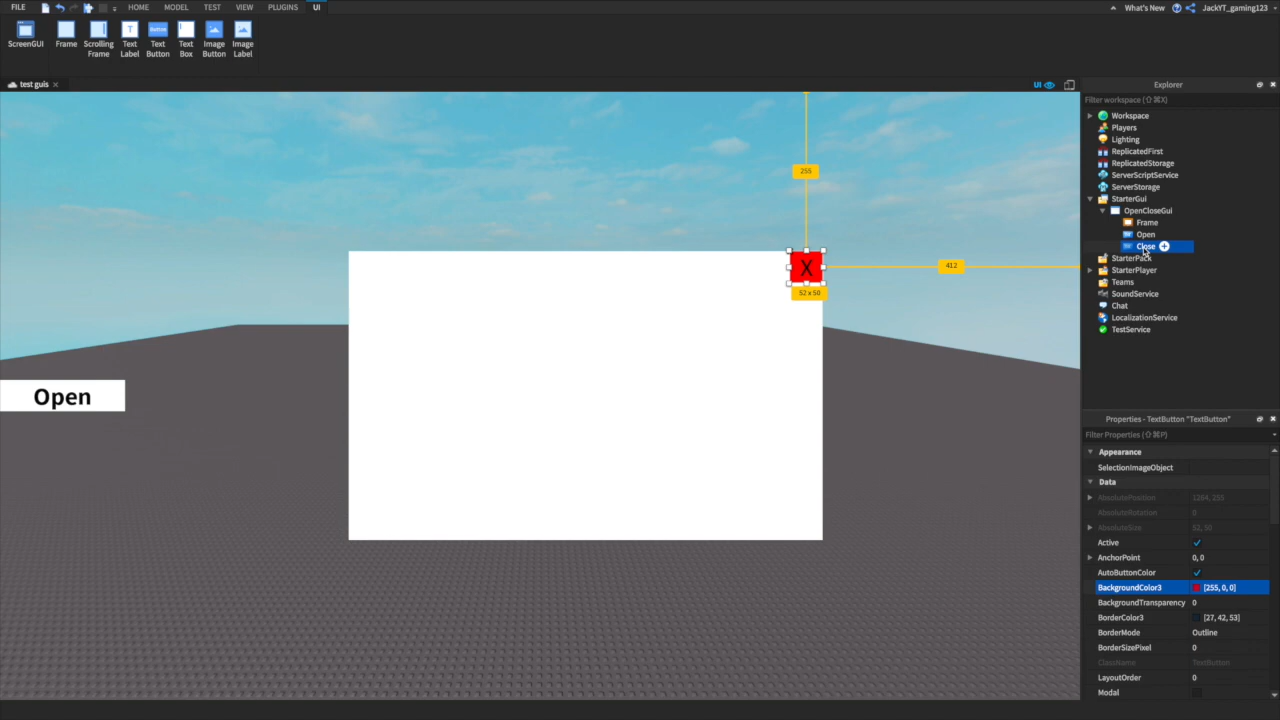 FILE HOME MODEL TEST VIEW PLUGINS UI What's New JackYT_gaming123
ScreenGUI Frame Scrolling Frame Text Label Text Button Text Box Image Button Image Label
test guis UI
Explorer
Filter workspace (⇧⌘X)
Workspace
Players
Lighting
ReplicatedFirst
ReplicatedStorage
ServerScriptService
ServerStorage
StarterGui
OpenCloseGui
Frame
Open
Close
StarterPack
StarterPlayer
Teams
SoundService
Chat
LocalizationService
TestService
255
X
412
52 x 50
Open
Properties - TextButton "TextButton"
Filter Properties (⇧⌘P)
Appearance
SelectionImageObject
Data
AbsolutePosition 1204, 255
AbsoluteRotation 0
AbsoluteSize 52, 50
Active
AnchorPoint 0, 0
AutoButtonColor
BackgroundColor3 [255, 0, 0]
BackgroundTransparency 0
BorderColor3 [27, 42, 53]
BorderMode Outline
BorderSizePixel 0
ClassName TextButton
LayoutOrder 0
Modal